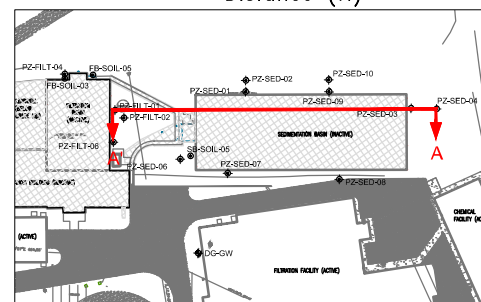 PZ-FILT-04
FB-SOIL-05
FB-SOIL-03
PZ-SED-02
PZ-SED-10
PZ-SED-01
PZ-FILT-01
PZ-SED-09
PZ-SED-03
PZ-SED-04
PZ-FILT-02
SEDIMENTATION BASIN (INACTIVE)
PZ-FILT-06
A
A
SB-SOIL-05
PZ-SED-06
PZ-SED-07
PZ-SED-08
CHEMICAL
FACILITY (AC
(ACTIVE)
DG-GW
FILTRATION FACILITY (ACTIVE)